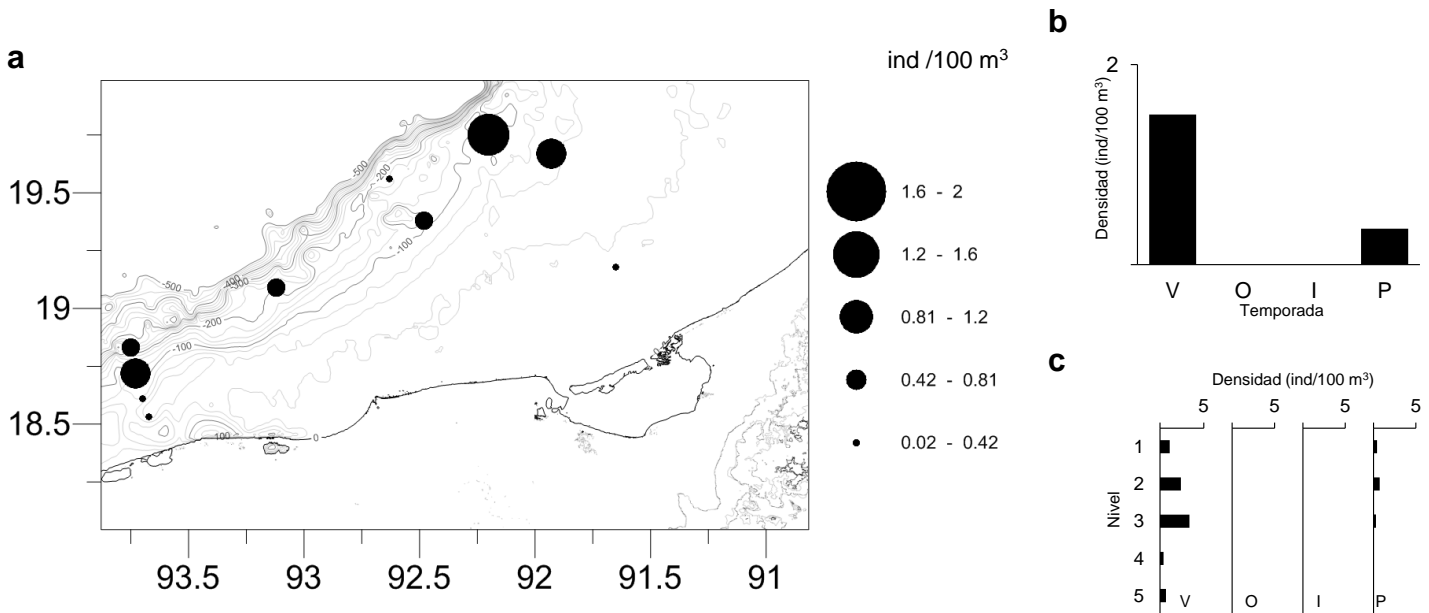 a
ind /100 m³
19.5
19
18.5
93.5
93
92.5
92
91.5
91
-500
-200
-100
-500
-400
-300
-200
-100
100
0
1.6 - 2
1.2 - 1.6
0.81 - 1.2
0.42 - 0.81
0.02 - 0.42
b
2
Densidad (ind/100 m³)
V O I P
Temporada
c
Densidad (ind/100 m³)
5 5 5 5
Nivel
1
2
3
4
5
V O I P